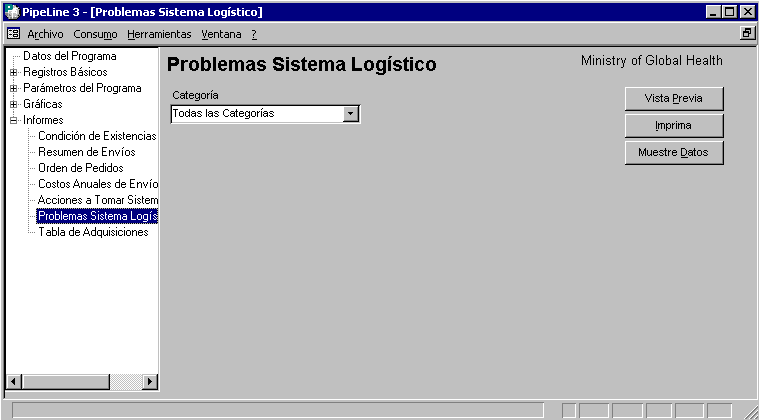 PipeLine 3 - [Problemas Sistema Logístico]
Archivo Consumo Herramientas Ventana ?
Datos del Programa
Registros Básicos
Parámetros del Programa
Gráficas
Informes
Condición de Existencias
Resumen de Envíos
Orden de Pedidos
Costos Anuales de Envío
Acciones a Tomar Sistem
Problemas Sistema Logís
Tabla de Adquisiciones
Problemas Sistema Logístico
Ministry of Global Health
Categoría
Todas las Categorías
Vista Previa
Imprima
Muestre Datos